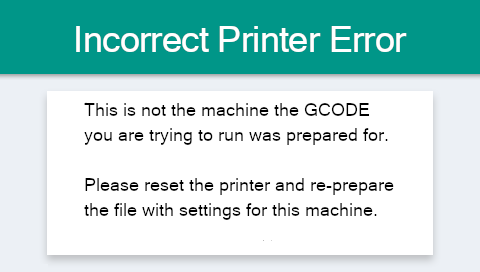 Incorrect Printer Error
This is not the machine the GCODE
you are trying to run was prepared for.
Please reset the printer and re-prepare
the file with settings for this machine.